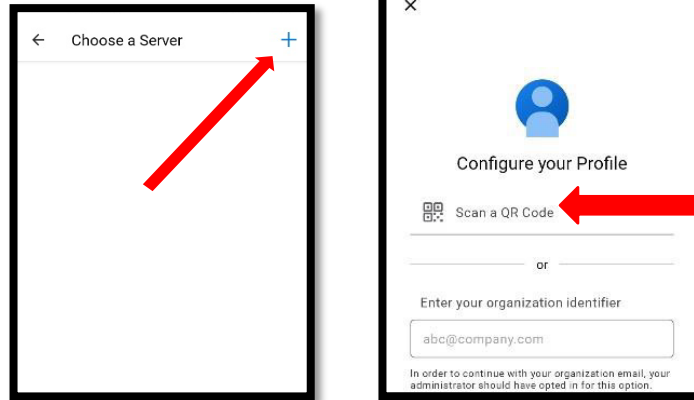 Choose a Server
Configure your Profile
Scan a QR Code
or
Enter your organization identifier
abc@company.com
In order to continue with your organization email, your
administrator should have opted in for this option.